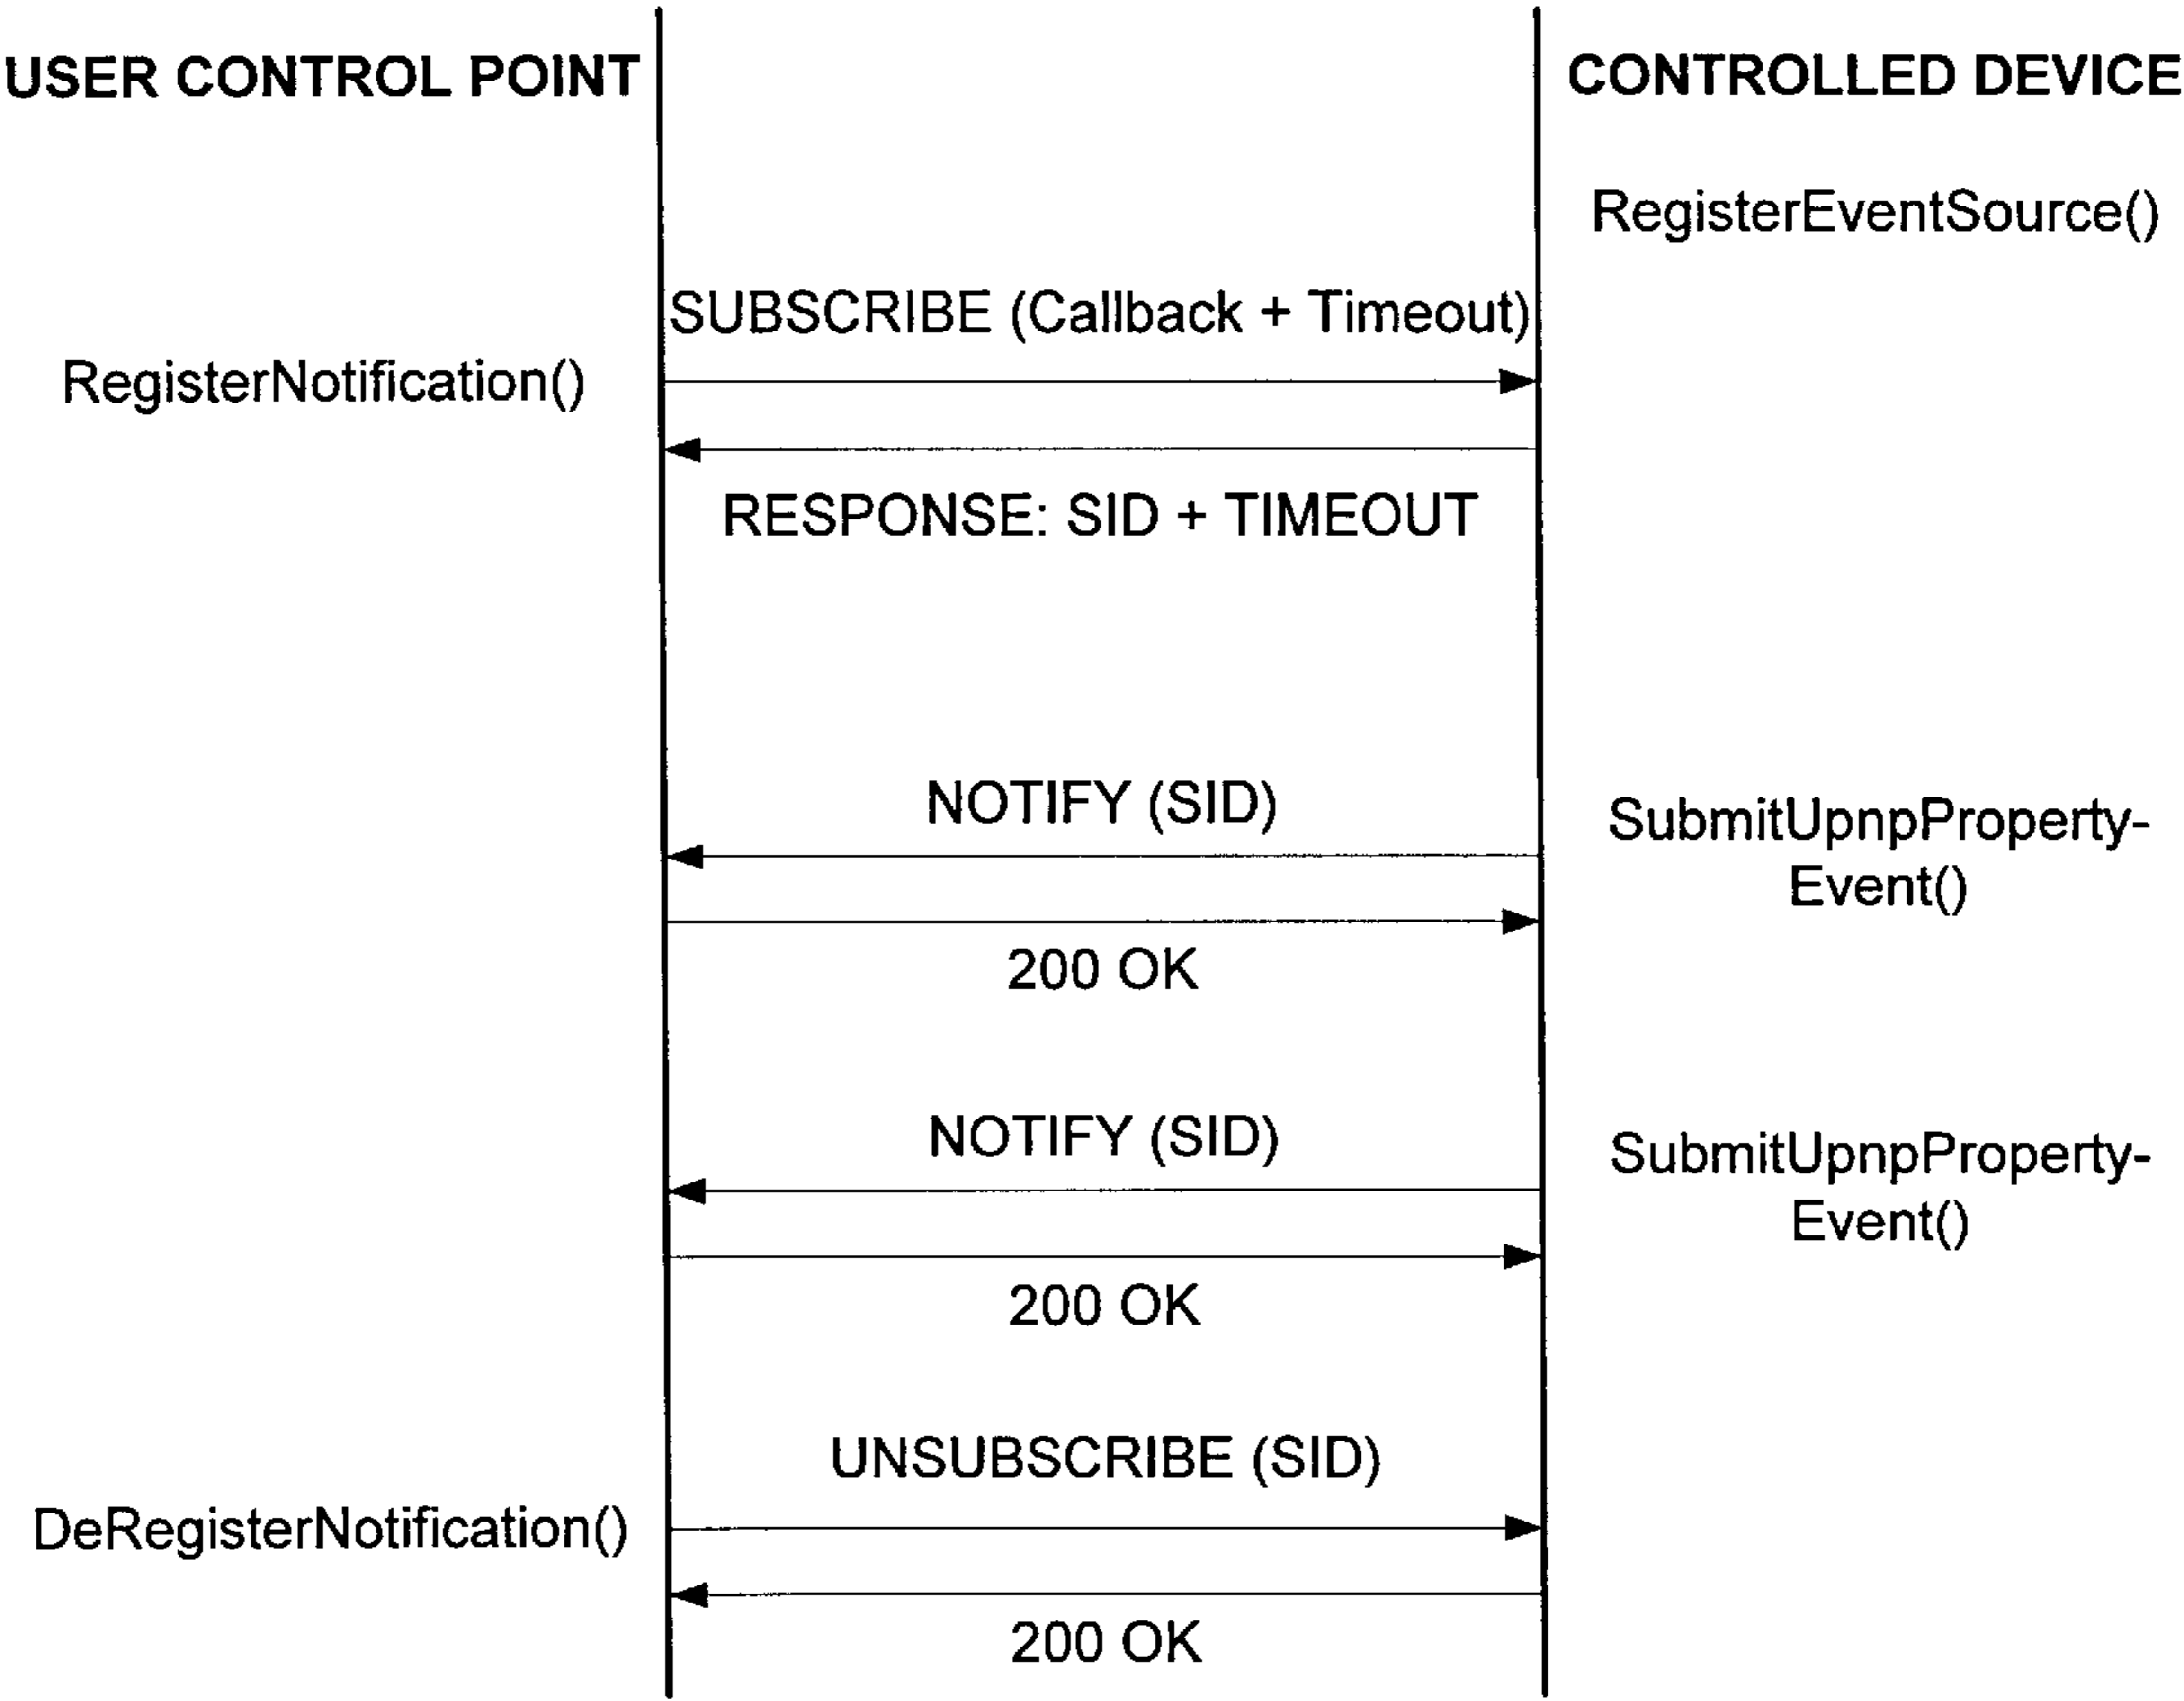 USER CONTROL POINT
CONTROLLED DEVICE
RegisterEventSource()
SUBSCRIBE (Callback + Timeout)
RegisterNotification()
RESPONSE: SID + TIMEOUT
NOTIFY (SID)
SubmitUpnpProperty-
Event()
200 OK
NOTIFY (SID)
SubmitUpnpProperty-
Event()
200 OK
UNSUBSCRIBE (SID)
DeRegisterNotification()
200 OK